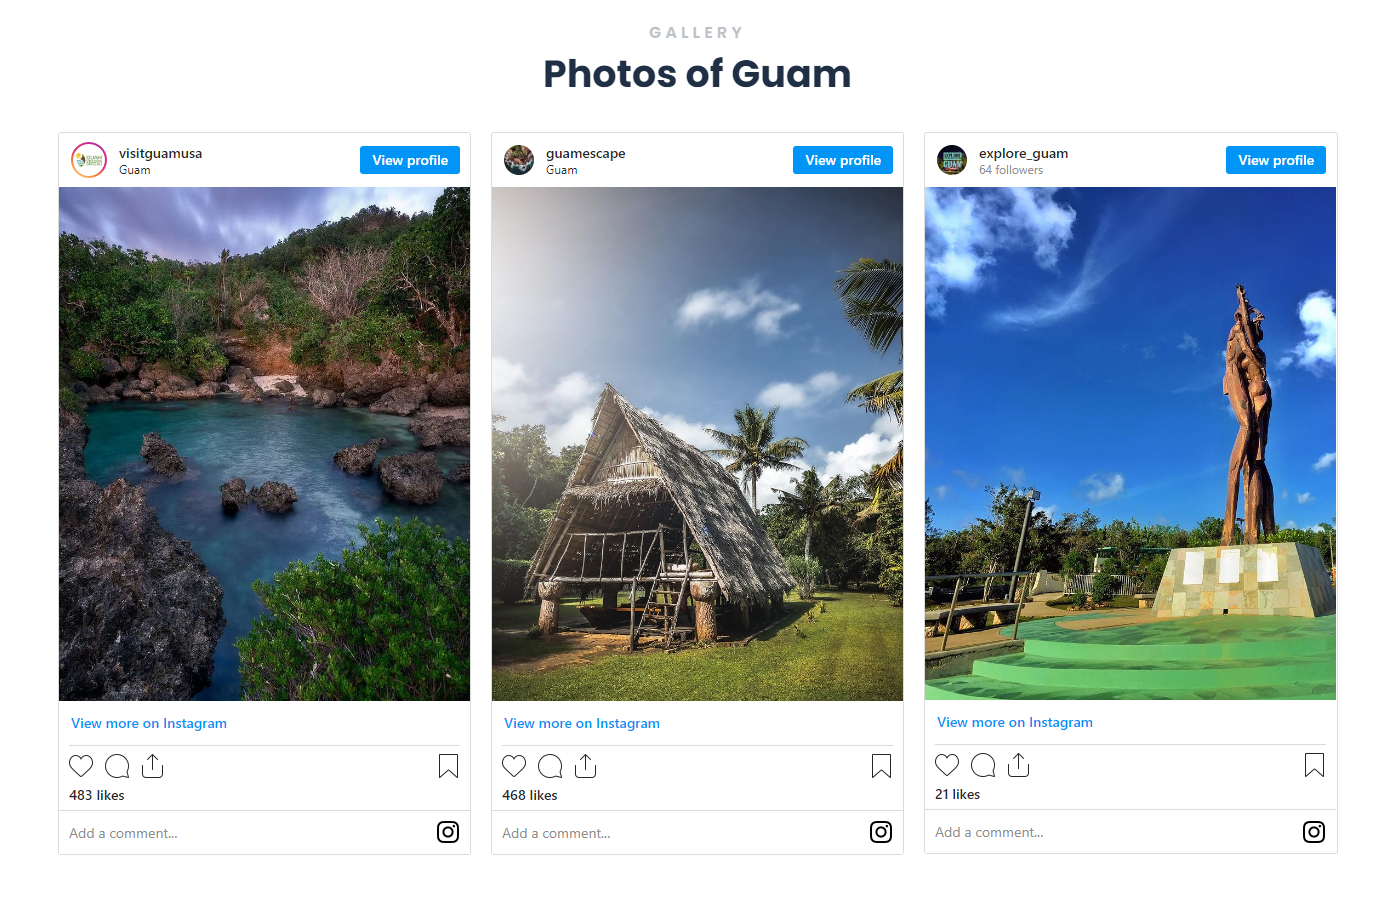 GALLERY
Photos of Guam
visitguamusa
Guam
View profile
View more on Instagram
483 likes
Add a comment...
guamescape
Guam
View profile
View more on Instagram
468 likes
Add a comment...
EXPLORE
GUAM
explore_guam
64 followers
View profile
View more on Instagram
21 likes
Add a comment...